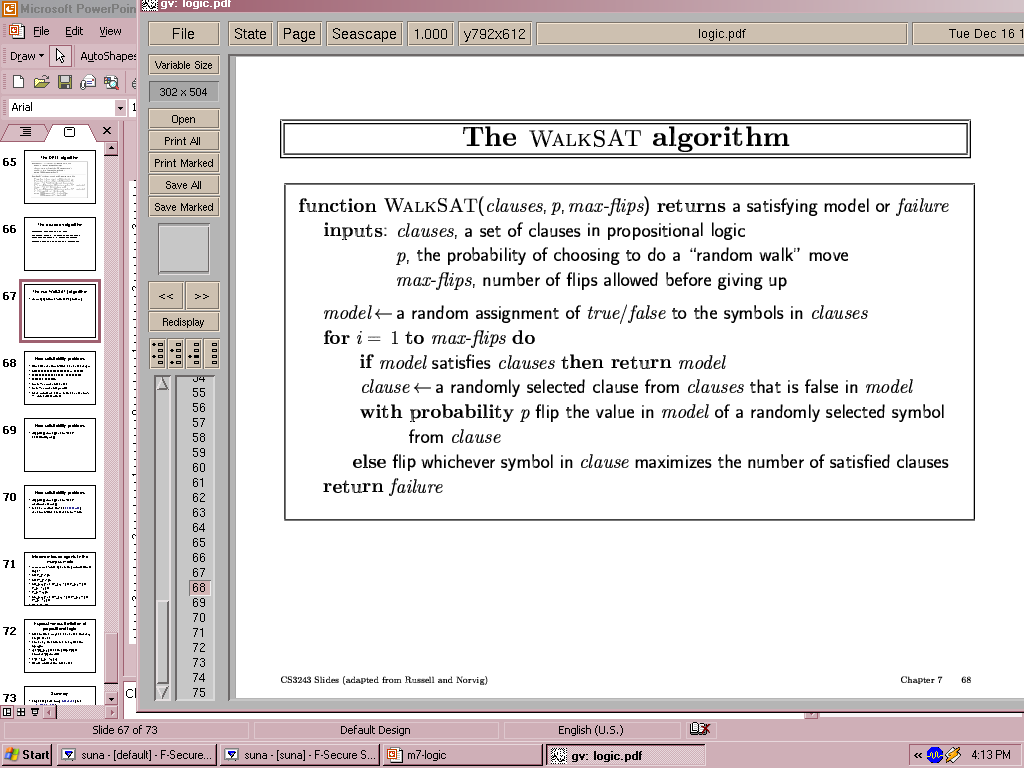 Microsoft PowerPoin
File Edit View
Draw AutoShapes
Arial
1
65
66
67
68
69
70
71
72
73
gv: logic.pdf
File State Page Seascape 1.000 y792x612 logic.pdf Tue Dec 16 1
Variable Size
302 x 504
Open
Print All
Print Marked
Save All
Save Marked
<< >>
Redisplay
54
55
56
57
58
59
60
61
62
63
64
65
66
67
68
69
70
71
72
73
74
75
The WALKSAT algorithm
function WALKSAT(clauses, p, max-flips) returns a satisfying model or failure
inputs: clauses, a set of clauses in propositional logic
p, the probability of choosing to do a “random walk” move
max-flips, number of flips allowed before giving up
model ← a random assignment of true/false to the symbols in clauses
for i = 1 to max-flips do
if model satisfies clauses then return model
clause ← a randomly selected clause from clauses that is false in model
with probability p flip the value in model of a randomly selected symbol
from clause
else flip whichever symbol in clause maximizes the number of satisfied clauses
return failure
CS3243 Slides (adapted from Russell and Norvig) Chapter 7 68
Cl
Slide 67 of 73 Default Design English (U.S.)
Start suna - [default] - F-Secure... suna - [suna] - F-Secure S... m7-logic gv: logic.pdf « 4:13 PM